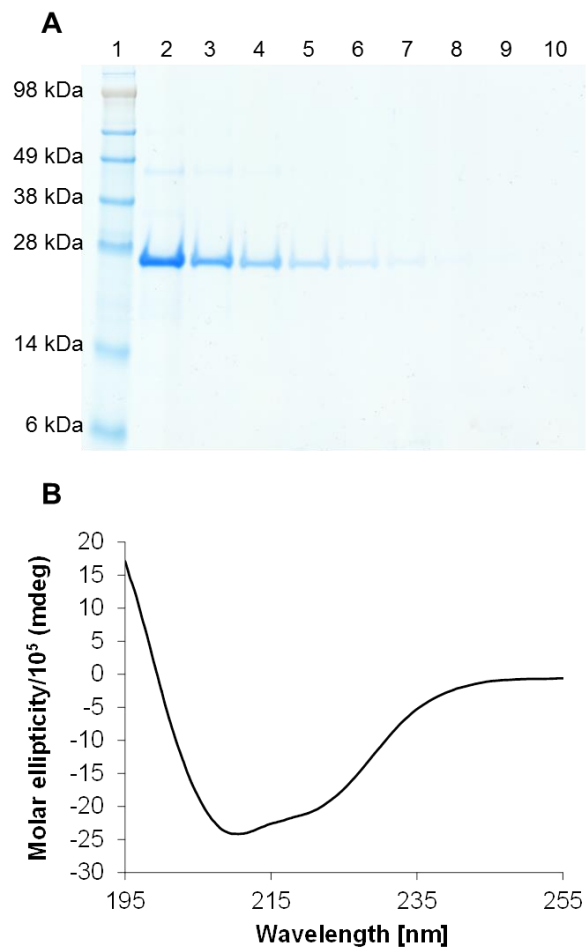 A
1 2 3 4 5 6 7 8 9 10
98 kDa
49 kDa
38 kDa
28 kDa
14 kDa
6 kDa
B
20
15
10
5
0
-5
-10
-15
-20
-25
-30
Molar ellipticity/10⁵ (mdeg)
195 215 235 255
Wavelength [nm]